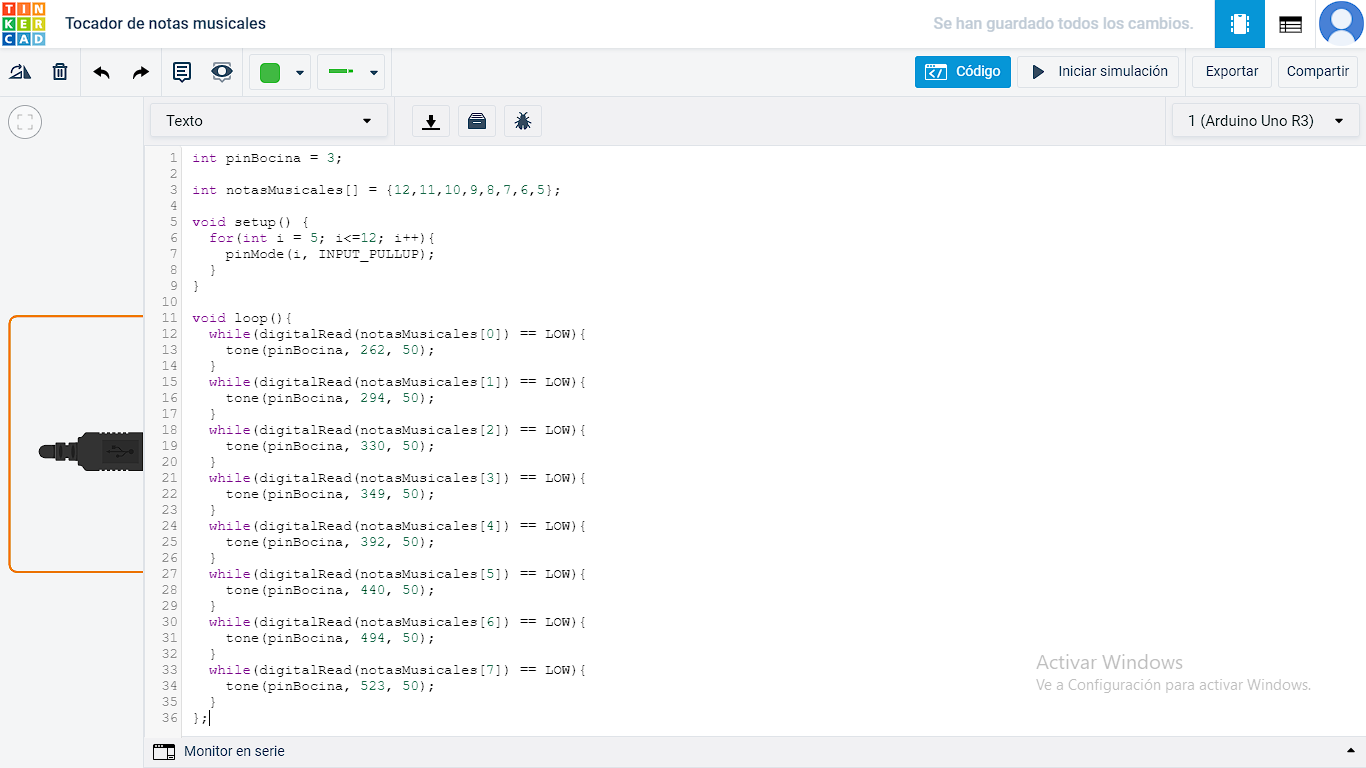 TIN
KER
CAD
Tocador de notas musicales
Se han guardado todos los cambios.
Código
Iniciar simulación
Exportar
Compartir
Texto
1 (Arduino Uno R3)
1 int pinBocina = 3;
2
3 int notasMusicales[] = {12,11,10,9,8,7,6,5};
4
5 void setup() {
6   for(int i = 5; i<=12; i++){
7     pinMode(i, INPUT_PULLUP);
8   }
9 }
10
11 void loop(){
12   while(digitalRead(notasMusicales[0]) == LOW){
13     tone(pinBocina, 262, 50);
14   }
15   while(digitalRead(notasMusicales[1]) == LOW){
16     tone(pinBocina, 294, 50);
17   }
18   while(digitalRead(notasMusicales[2]) == LOW){
19     tone(pinBocina, 330, 50);
20   }
21   while(digitalRead(notasMusicales[3]) == LOW){
22     tone(pinBocina, 349, 50);
23   }
24   while(digitalRead(notasMusicales[4]) == LOW){
25     tone(pinBocina, 392, 50);
26   }
27   while(digitalRead(notasMusicales[5]) == LOW){
28     tone(pinBocina, 440, 50);
29   }
30   while(digitalRead(notasMusicales[6]) == LOW){
31     tone(pinBocina, 494, 50);
32   }
33   while(digitalRead(notasMusicales[7]) == LOW){
34     tone(pinBocina, 523, 50);
35   }
36 };
Activar Windows
Ve a Configuración para activar Windows.
Monitor en serie